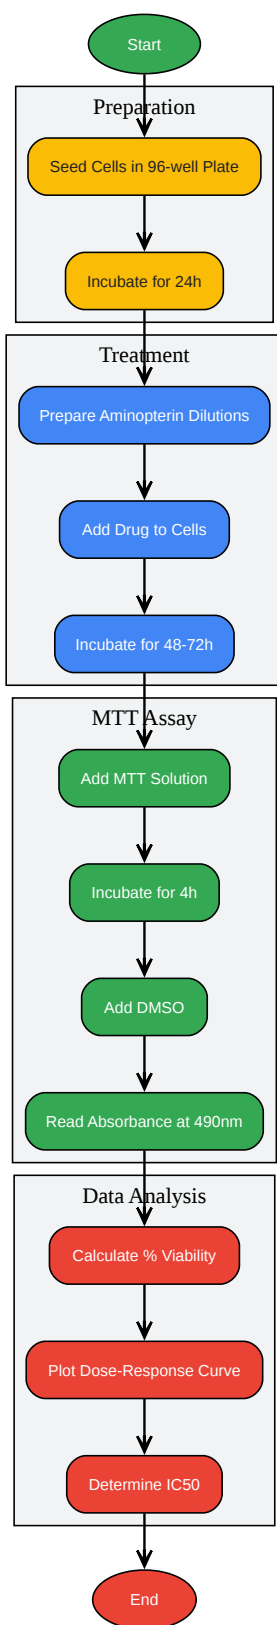 Start
Preparation
Seed Cells in 96-well Plate
Incubate for 24h
Treatment
Prepare Aminopterin Dilutions
Add Drug to Cells
Incubate for 48-72h
MTT Assay
Add MTT Solution
Incubate for 4h
Add DMSO
Read Absorbance at 490nm
Data Analysis
Calculate % Viability
Plot Dose-Response Curve
Determine IC50
End